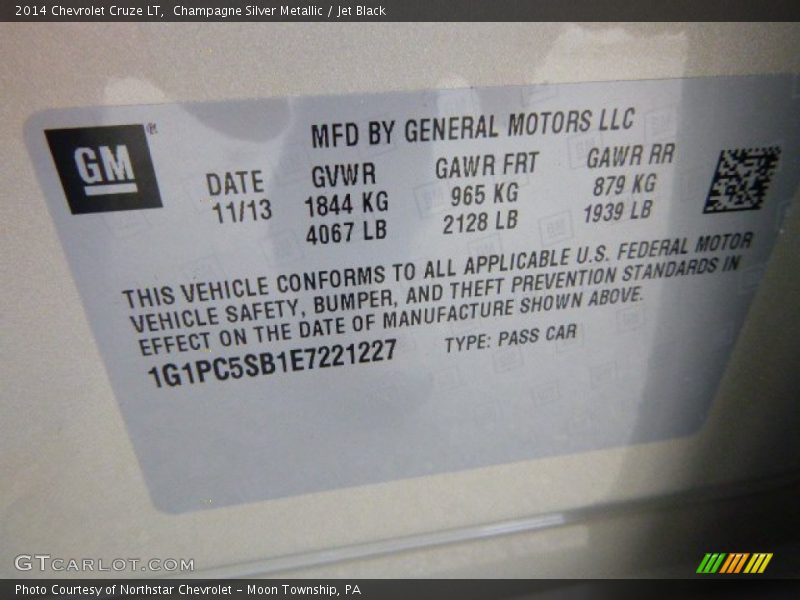 2014 Chevrolet Cruze LT,  Champagne Silver Metallic / Jet Black
GM
MFD BY GENERAL MOTORS LLC
DATE GVWR GAWR FRT GAWR RR
11/13 1844 KG 965 KG 879 KG
4067 LB 2128 LB 1939 LB
THIS VEHICLE CONFORMS TO ALL APPLICABLE U.S. FEDERAL MOTOR
VEHICLE SAFETY, BUMPER, AND THEFT PREVENTION STANDARDS IN
EFFECT ON THE DATE OF MANUFACTURE SHOWN ABOVE.
1G1PC5SB1E7221227 TYPE: PASS CAR
GTCARLOT.COM
Photo Courtesy of Northstar Chevrolet – Moon Township, PA